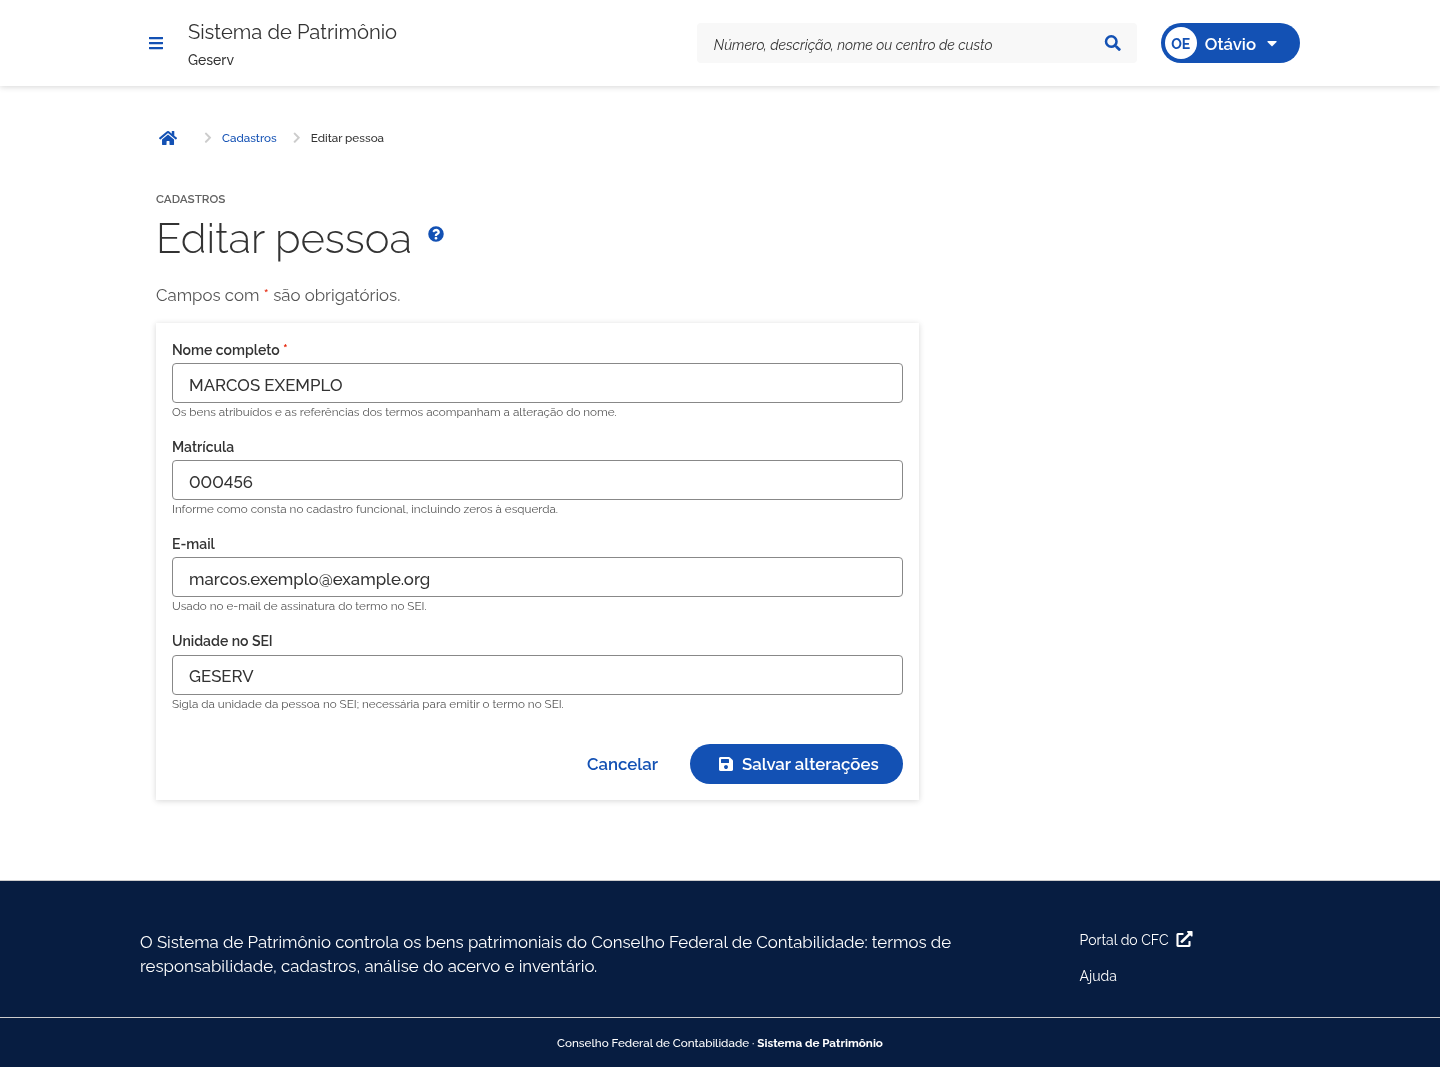 Sistema de Patrimônio
Geserv
Número, descrição, nome ou centro de custo
OE Otávio
Cadastros
Editar pessoa
CADASTROS
Editar pessoa
Campos com * são obrigatórios.
Nome completo *
MARCOS EXEMPLO
Os bens atribuídos e as referências dos termos acompanham a alteração do nome.
Matrícula
000456
Informe como consta no cadastro funcional, incluindo zeros à esquerda.
E-mail
marcos.exemplo@example.org
Usado no e-mail de assinatura do termo no SEI.
Unidade no SEI
GESERV
Sigla da unidade da pessoa no SEI; necessária para emitir o termo no SEI.
Cancelar
Salvar alterações
O Sistema de Patrimônio controla os bens patrimoniais do Conselho Federal de Contabilidade: termos de
responsabilidade, cadastros, análise do acervo e inventário.
Portal do CFC
Ajuda
Conselho Federal de Contabilidade · Sistema de Patrimônio